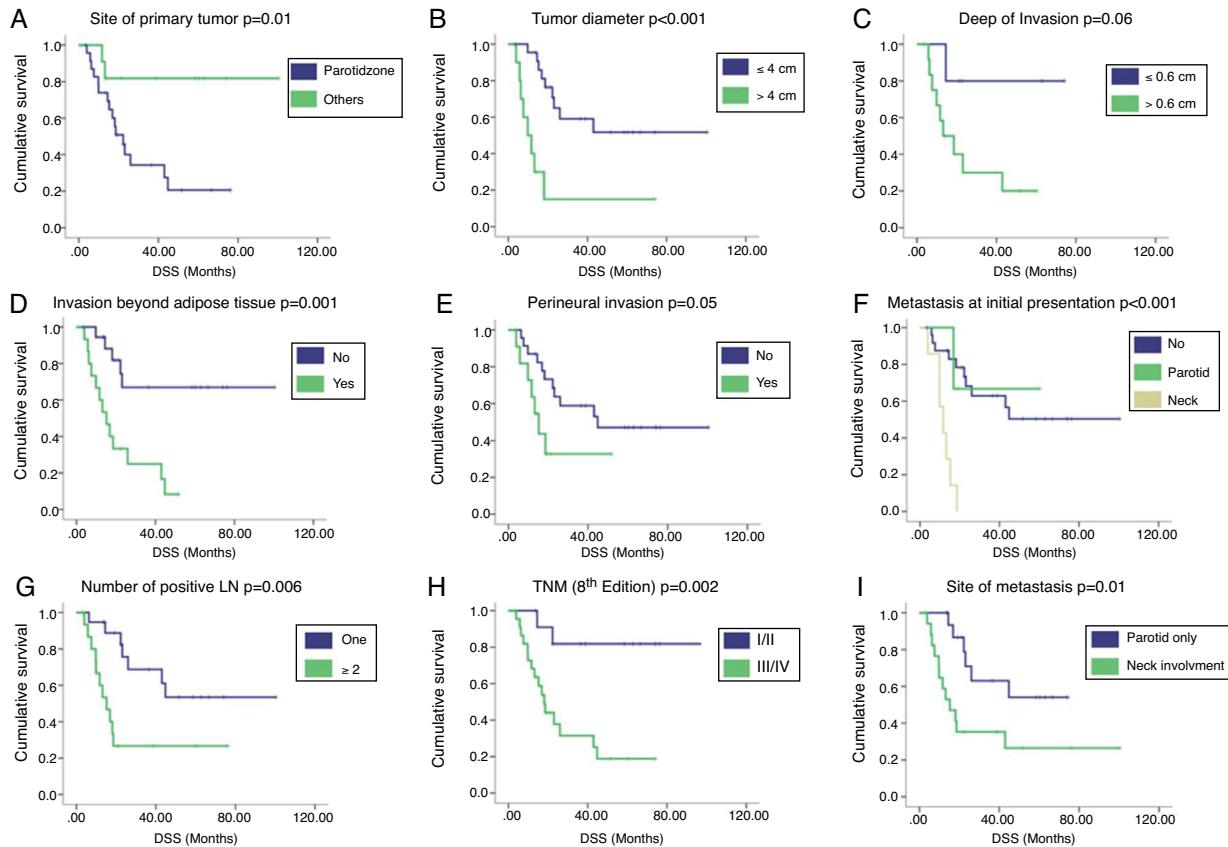 A
Site of primary tumor p=0.01
Cumulative survival
1.0
0.8
0.6
0.4
0.2
0.0
Parotidzone
Others
.00 40.00 80.00 120.00
DSS (Months)
B
Tumor diameter p<0.001
Cumulative survival
1.0
0.8
0.6
0.4
0.2
0.0
≤ 4 cm
> 4 cm
.00 40.00 80.00 120.00
DSS (Months)
C
Deep of Invasion p=0.06
Cumulative survival
1.0
0.8
0.6
0.4
0.2
0.0
≤ 0.6 cm
> 0.6 cm
.00 40.00 80.00 120.00
DSS (Months)
D
Invasion beyond adipose tissue p=0.001
Cumulative survival
1.0
0.8
0.6
0.4
0.2
0.0
No
Yes
.00 40.00 80.00 120.00
DSS (Months)
E
Perineural invasion p=0.05
Cumulative survival
1.0
0.8
0.6
0.4
0.2
0.0
No
Yes
.00 40.00 80.00 120.00
DSS (Months)
F
Metastasis at initial presentation p<0.001
Cumulative survival
1.0
0.8
0.6
0.4
0.2
0.0
No
Parotid
Neck
.00 40.00 80.00 120.00
DSS (Months)
G
Number of positive LN p=0.006
Cumulative survival
1.0
0.8
0.6
0.4
0.2
0.0
One
≥ 2
.00 40.00 80.00 120.00
DSS (Months)
H
TNM (8th Edition) p=0.002
Cumulative survival
1.0
0.8
0.6
0.4
0.2
0.0
I/II
III/IV
.00 40.00 80.00 120.00
DSS (Months)
I
Site of metastasis p=0.01
Cumulative survival
1.0
0.8
0.6
0.4
0.2
0.0
Parotid only
Neck involvment
.00 40.00 80.00 120.00
DSS (Months)